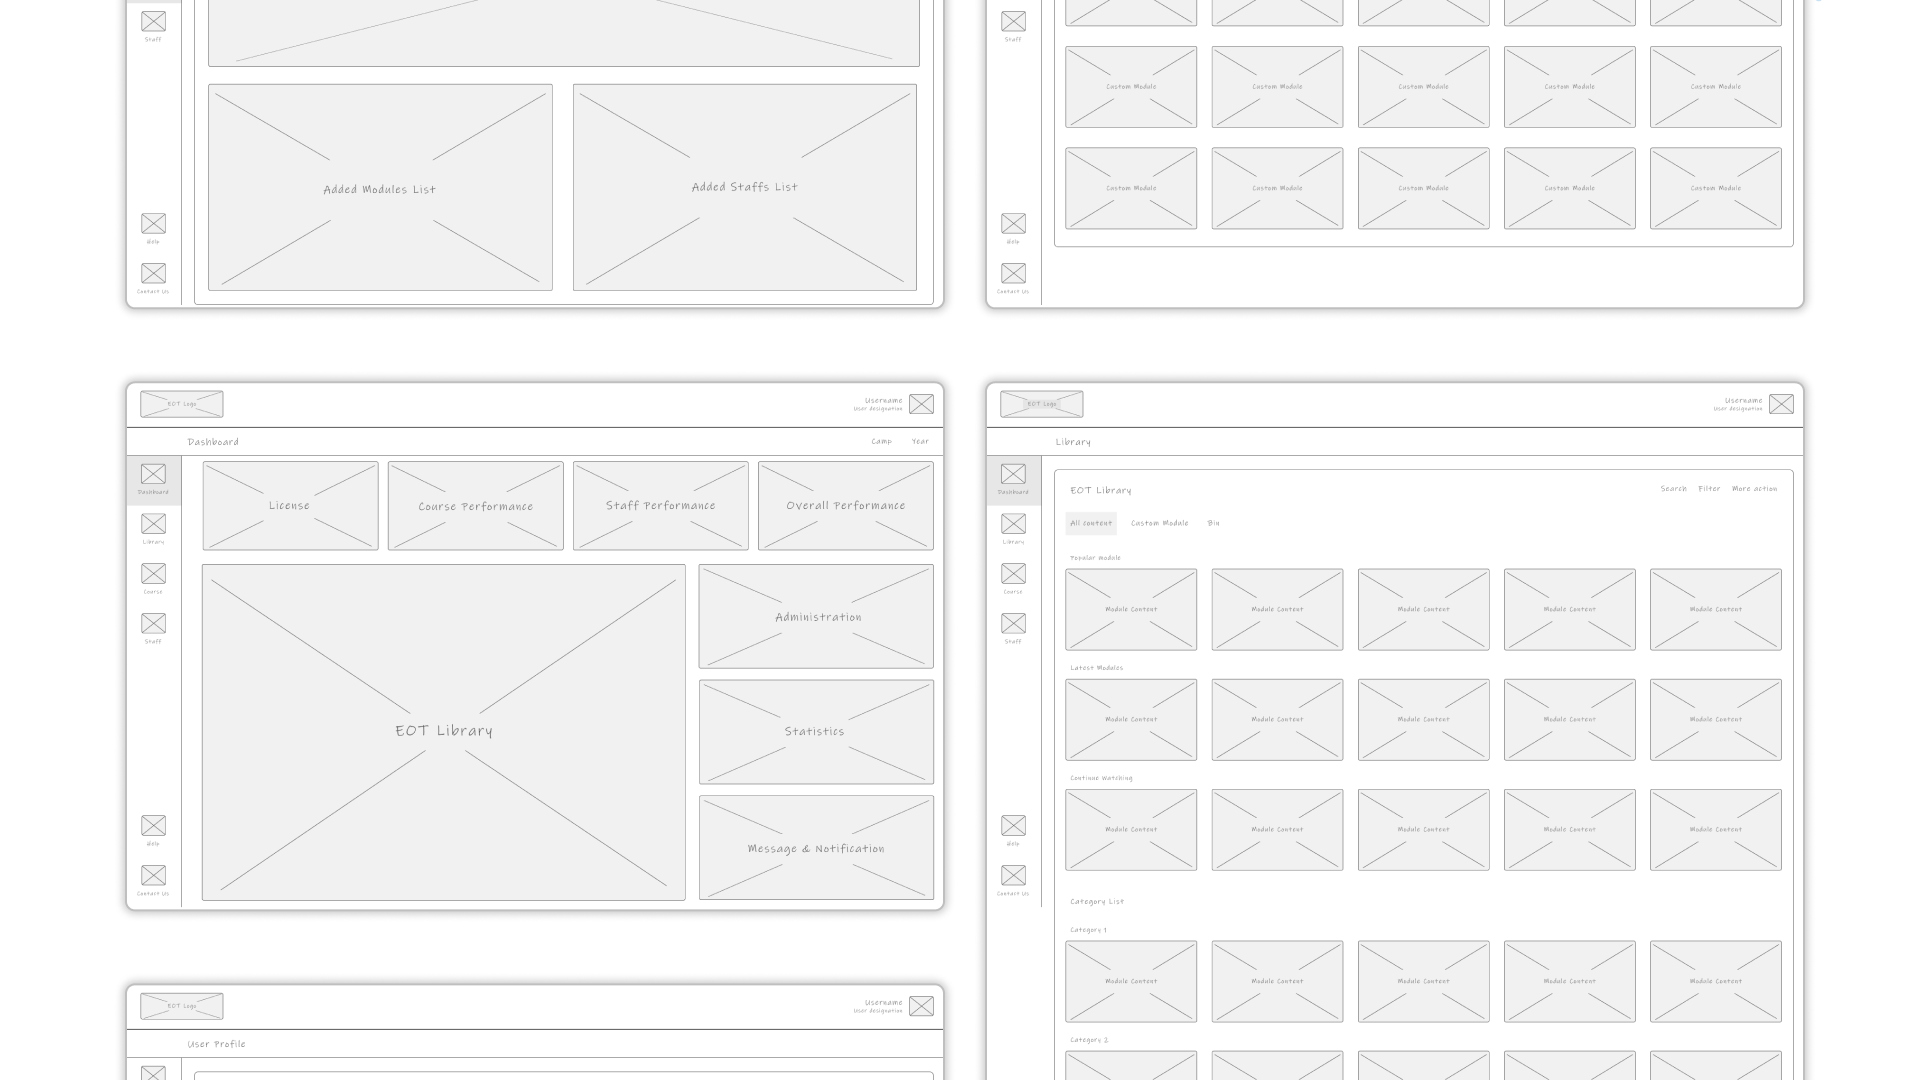 Staff
Added Modules List
Added Staffs List
Help
Contact Us
Staff
Custom Module
Custom Module
Custom Module
Custom Module
Custom Module
Custom Module
Custom Module
Custom Module
Custom Module
Custom Module
Help
Contact Us
EOT Logo
Username
User designation
Dashboard
Camp
Year
Dashboard
Library
Course
Staff
Help
Contact Us
License
Course Performance
Staff Performance
Overall Performance
EOT Library
Administration
Statistics
Message & Notification
EOT Logo
Username
User designation
Library
Dashboard
Library
Course
Staff
Help
Contact Us
EOT Library
Search
Filter
More action
All content
Custom Module
Bin
Popular Module
Module Content
Module Content
Module Content
Module Content
Module Content
Latest Modules
Module Content
Module Content
Module Content
Module Content
Module Content
Continue Watching
Module Content
Module Content
Module Content
Module Content
Module Content
Category List
Category 1
Module Content
Module Content
Module Content
Module Content
Module Content
Category 2
EOT Logo
Username
User designation
User Profile